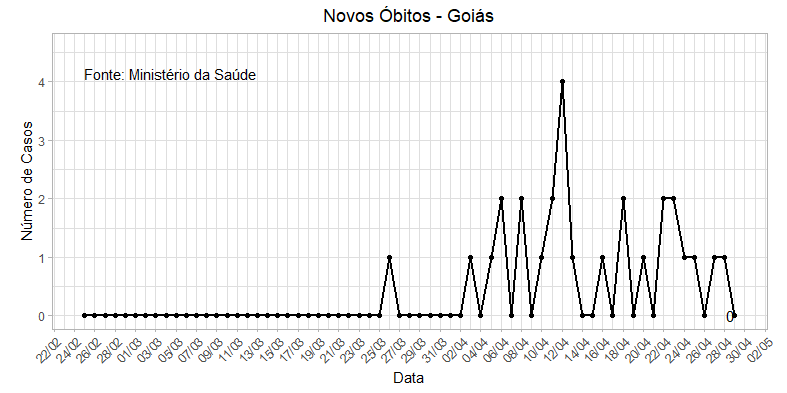 Novos Óbitos - Goiás
Fonte: Ministério da Saúde
Número de Casos
4
3
2
1
0
0
22/02 24/02 26/02 28/02 01/03 03/03 05/03 07/03 09/03 11/03 13/03 15/03 17/03 19/03 21/03 23/03 25/03 27/03 29/03 31/03 02/04 04/04 06/04 08/04 10/04 12/04 14/04 16/04 18/04 20/04 22/04 24/04 26/04 28/04 30/04 02/05
Data